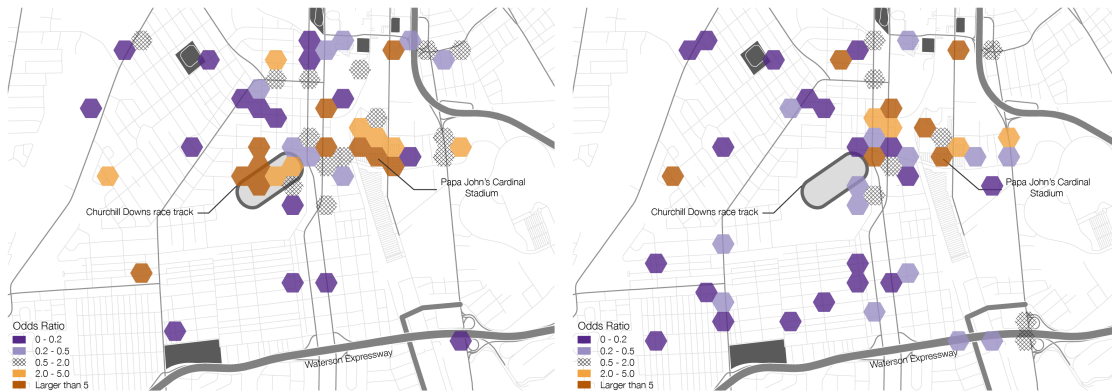 Papa John's Cardinal
Stadium
Churchill Downs race track
Odds Ratio
0 - 0.2
0.2 - 0.5
0.5 - 2.0
2.0 - 5.0
Larger than 5
Waterson Expressway
Papa John's Cardinal
Stadium
Churchill Downs race track
Odds Ratio
0 - 0.2
0.2 - 0.5
0.5 - 2.0
2.0 - 5.0
Larger than 5
Waterson Expressway